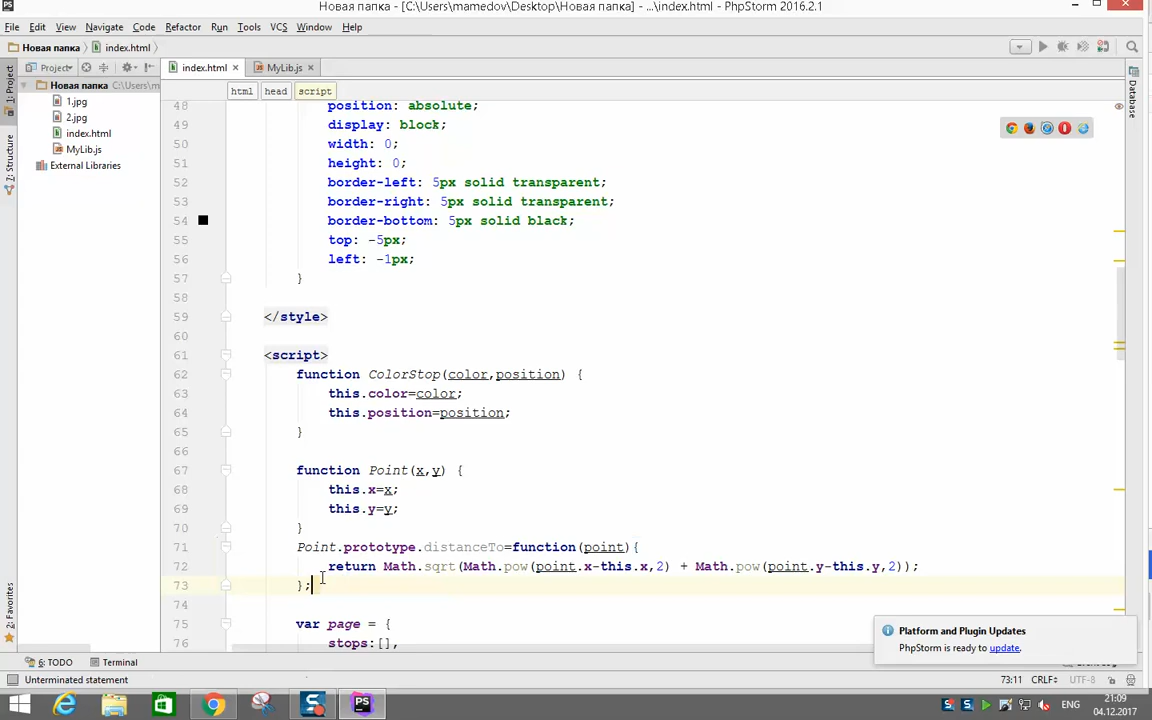 Новая папка - [C:\Users\mamedov\Desktop\Новая папка] - ...\index.html - PhpStorm 2016.2.1
File Edit View Navigate Code Refactor Run Tools VCS Window Help
Новая папка index.html
Project index.html MyLib.js
Новая папка C:\Users\m
1.jpg
2.jpg
index.html
MyLib.js
External Libraries
1: Project
7: Structure
2: Favorites
Database
html head script
48 position: absolute;
49 display: block;
50 width: 0;
51 height: 0;
52 border-left: 5px solid transparent;
53 border-right: 5px solid transparent;
54 border-bottom: 5px solid black;
55 top: -5px;
56 left: -1px;
57 }
58
59 </style>
60
61 <script>
62 function ColorStop(color,position) {
63 this.color=color;
64 this.position=position;
65 }
66
67 function Point(x,y) {
68 this.x=x;
69 this.y=y;
70 }
71 Point.prototype.distanceTo=function(point){
72 return Math.sqrt(Math.pow(point.x-this.x,2) + Math.pow(point.y-this.y,2));
73 };
74
75 var page = {
76 stops:[],
Platform and Plugin Updates
PhpStorm is ready to update.
6: TODO Terminal
Unterminated statement 73:11 CRLF÷ UTF-8
ENG
21:09
04.12.2017